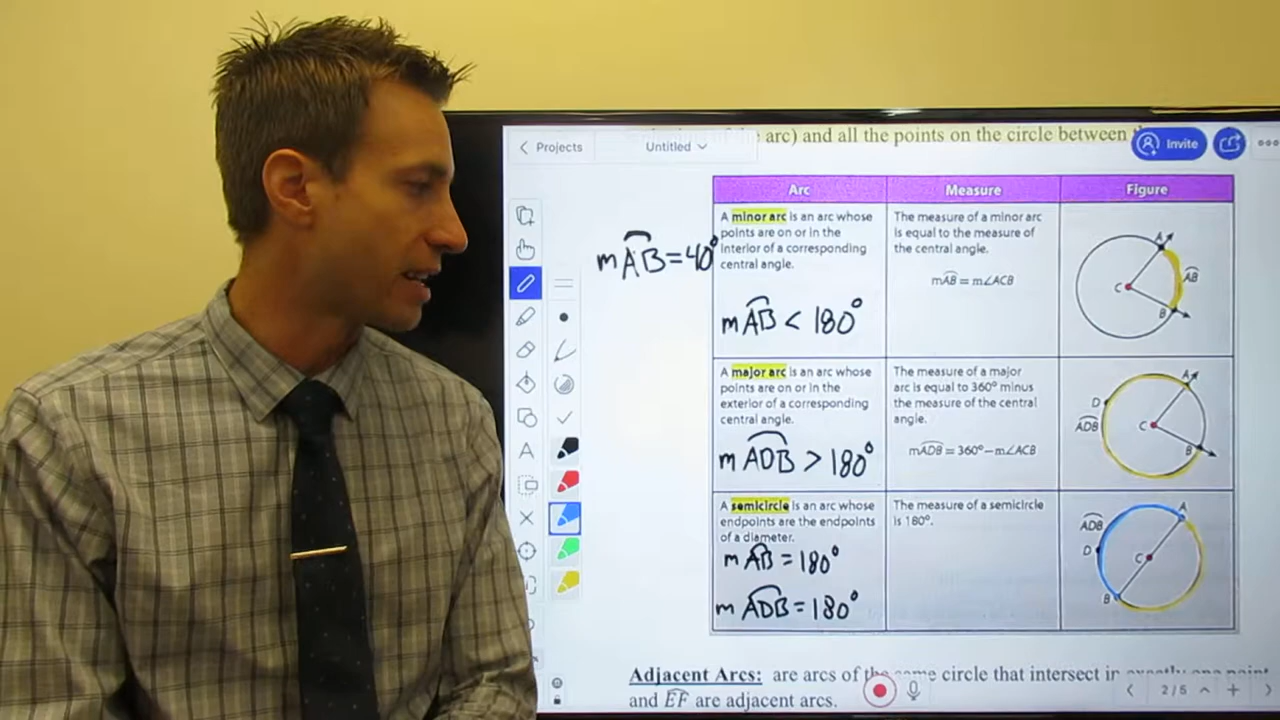 arc) and all the points on the circle between
Projects
Untitled
Invite
Arc Measure Figure
A minor arc is an arc whose
points are on or in the
interior of a corresponding
central angle.
mAB = 40°
mAB < 180°
The measure of a minor arc
is equal to the measure of
the central angle.
mAB = m∠ACB
A
C
B
AB
A major arc is an arc whose
points are on or in the
exterior of a corresponding
central angle.
mADB > 180°
The measure of a major
arc is equal to 360° minus
the measure of the central
angle.
mADB = 360° – m∠ACB
A
D
ADB
C
B
A semicircle is an arc whose
endpoints are the endpoints
of a diameter.
mAB = 180°
mADB = 180°
The measure of a semicircle
is 180°.
A
ADB
D
C
B
Adjacent Arcs: are arcs of the same circle that intersect in exactly one point
and EF are adjacent arcs.
2/5